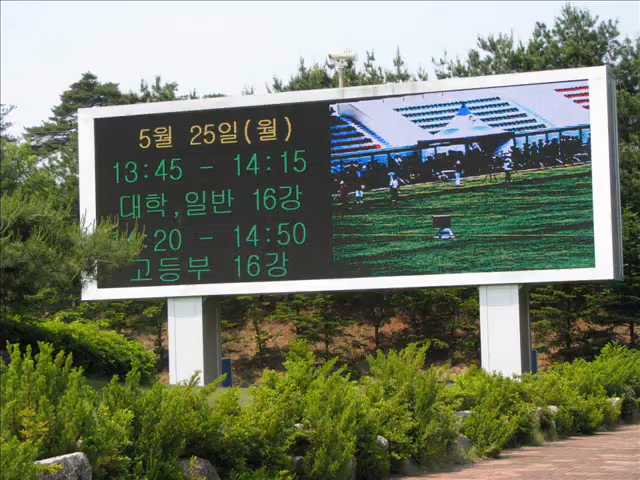 5월 25일(월)
13:45 - 14:15
대학,일반 16강
:20 - 14:50
고등부 16강